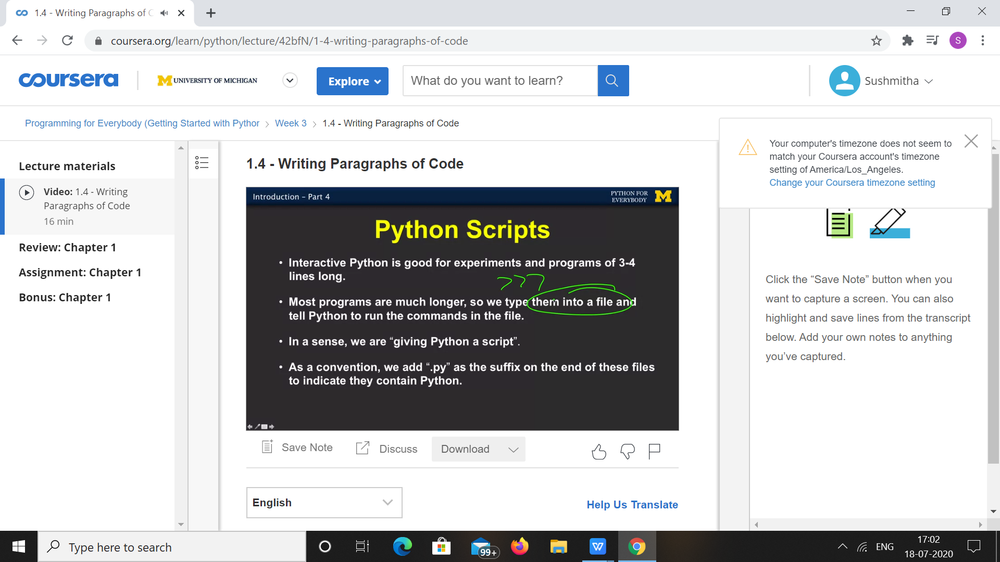 1.4 - Writing Paragraphs of C
coursera.org/learn/python/lecture/42bfN/1-4-writing-paragraphs-of-code
S
coursera
M UNIVERSITY OF MICHIGAN
Explore
What do you want to learn?
Sushmitha
Programming for Everybody (Getting Started with Python
Week 3
1.4 - Writing Paragraphs of Code
Your computer's timezone does not seem to
match your Coursera account's timezone
setting of America/Los_Angeles.
Change your Coursera timezone setting
Lecture materials
Video: 1.4 - Writing
Paragraphs of Code
16 min
Review: Chapter 1
Assignment: Chapter 1
Bonus: Chapter 1
1.4 - Writing Paragraphs of Code
Introduction – Part 4
PYTHON FOR
EVERYBODY
M
Python Scripts
• Interactive Python is good for experiments and programs of 3-4
lines long.
>>>
• Most programs are much longer, so we type them into a file and
tell Python to run the commands in the file.
• In a sense, we are “giving Python a script”.
• As a convention, we add “.py” as the suffix on the end of these files
to indicate they contain Python.
Save Note
Discuss
Download
English
Help Us Translate
Click the “Save Note” button when you
want to capture a screen. You can also
highlight and save lines from the transcript
below. Add your own notes to anything
you’ve captured.
Type here to search
99+
W
ENG
17:02
18-07-2020